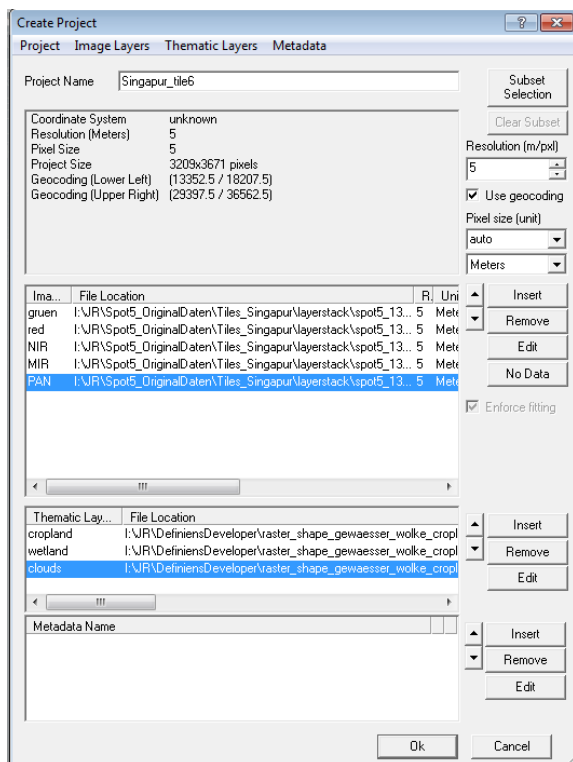 Create Project
Project Image Layers Thematic Layers Metadata
Project Name Singapur_tile6
Subset Selection
Clear Subset
Coordinate System unknown
Resolution (Meters) 5
Pixel Size 5
Project Size 3209x3671 pixels
Geocoding (Lower Left) (13352.5 / 18207.5)
Geocoding (Upper Right) (29397.5 / 36562.5)
Resolution (m/pxl)
5
Use geocoding
Pixel size (unit)
auto
Meters
Ima... File Location R. Uni
gruen I:\JR\Spot5_OriginalDaten\Tiles_Singapur\layerstack\spot5_13... 5 Mete
red I:\JR\Spot5_OriginalDaten\Tiles_Singapur\layerstack\spot5_13... 5 Mete
NIR I:\JR\Spot5_OriginalDaten\Tiles_Singapur\layerstack\spot5_13... 5 Mete
MIR I:\JR\Spot5_OriginalDaten\Tiles_Singapur\layerstack\spot5_13... 5 Mete
PAN I:\JR\Spot5_OriginalDaten\Tiles_Singapur\layerstack\spot5_13... 5 Mete
Insert
Remove
Edit
No Data
Enforce fitting
Thematic Lay... File Location
cropland I:\JR\DefiniensDeveloper\raster_shape_gewaesser_wolke_cropl
wetland I:\JR\DefiniensDeveloper\raster_shape_gewaesser_wolke_cropl
clouds I:\JR\DefiniensDeveloper\raster_shape_gewaesser_wolke_cropl
Insert
Remove
Edit
Metadata Name
Insert
Remove
Edit
Ok Cancel